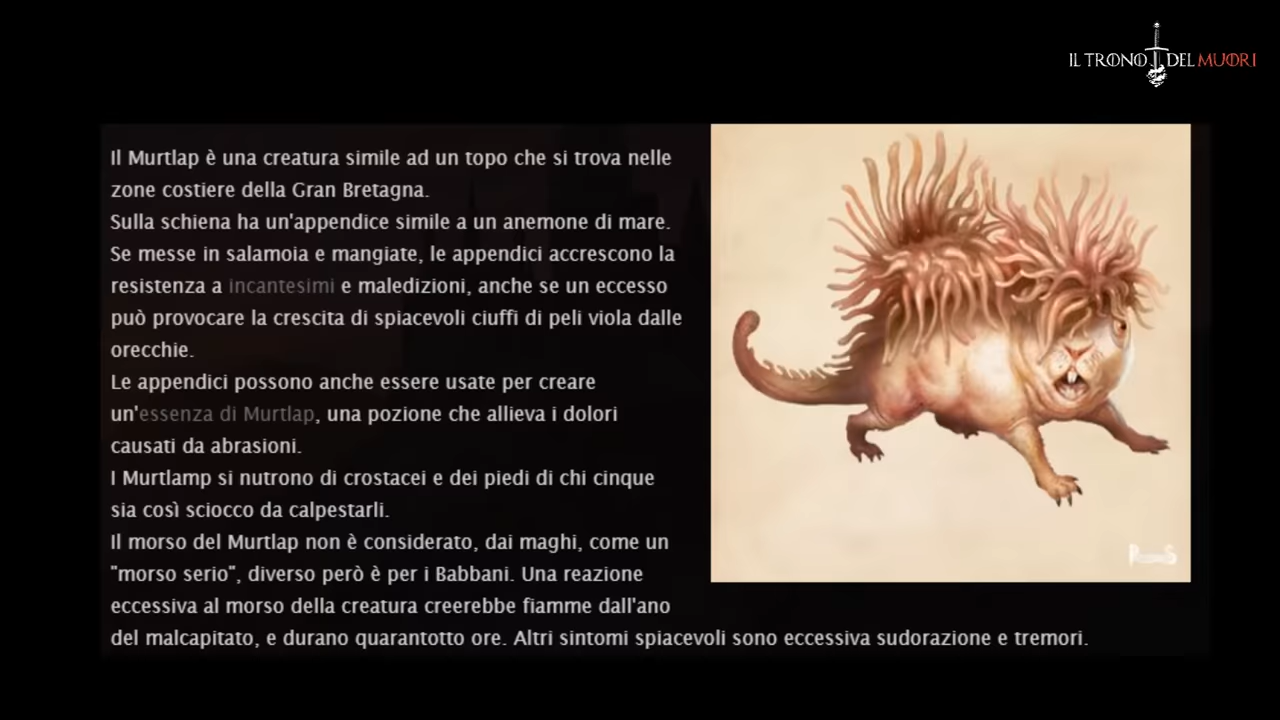 IL TRONO DEL MUORI
Il Murtlap è una creatura simile ad un topo che si trova nelle
zone costiere della Gran Bretagna.
Sulla schiena ha un'appendice simile a un anemone di mare.
Se messe in salamoia e mangiate, le appendici accrescono la
resistenza a incantesimi e maledizioni, anche se un eccesso
può provocare la crescita di spiacevoli ciuffi di peli viola dalle
orecchie.
Le appendici possono anche essere usate per creare
un'essenza di Murtlap, una pozione che allieva i dolori
causati da abrasioni.
I Murtlamp si nutrono di crostacei e dei piedi di chi cinque
sia così sciocco da calpestarli.
Il morso del Murtlap non è considerato, dai maghi, come un
"morso serio", diverso però è per i Babbani. Una reazione
eccessiva al morso della creatura creerebbe fiamme dall'ano
del malcapitato, e durano quarantotto ore. Altri sintomi spiacevoli sono eccessiva sudorazione e tremori.